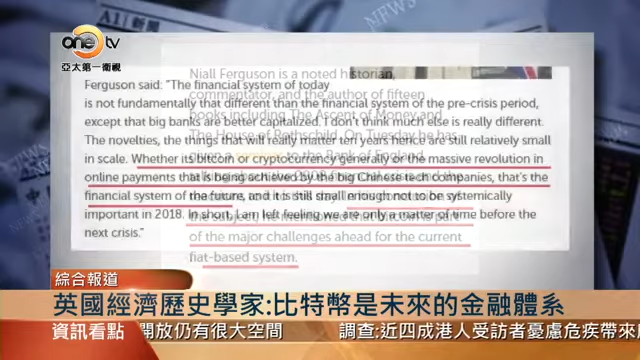 A1新
NEWS
one tv
亞太第一衛視
Niall Ferguson is a noted historian,
commentator, and the author of fifteen
books including The Ascent of Money and
The House of Rothschild. On Tuesday he has
Ferguson said: "The financial system of today
is not fundamentally that different than the financial system of the pre-crisis period,
except that big banks are better capitalized. I don't think much else is really different.
The novelties, the things that will really matter ten years hence are still relatively small
in scale. Whether it is bitcoin or cryptocurrency generally or the massive revolution in
online payments that is being achieved by the big Chinese tech companies, that's the
financial system of the future, and it is still small enough not to be systemically
important in 2018. In short, I am left feeling we are only a matter of time before the
next crisis."
of the major challenges ahead for the current
fiat-based system.
綜合報道
英國經濟歷史學家:比特幣是未來的金融體系
資訊看點
開放仍有很大空間 調查:近四成港人受訪者憂慮危疾帶來